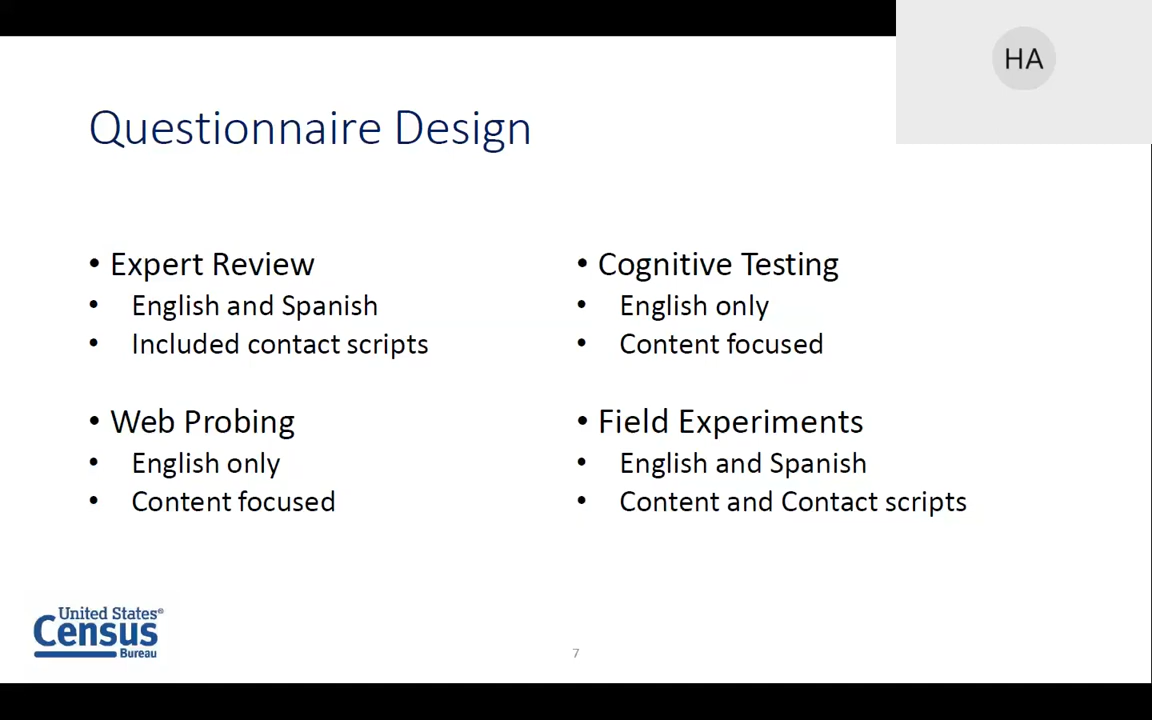 HA
Questionnaire Design
• Expert Review
• English and Spanish
• Included contact scripts
• Web Probing
• English only
• Content focused
• Cognitive Testing
• English only
• Content focused
• Field Experiments
• English and Spanish
• Content and Contact scripts
United States®
Census
Bureau
7